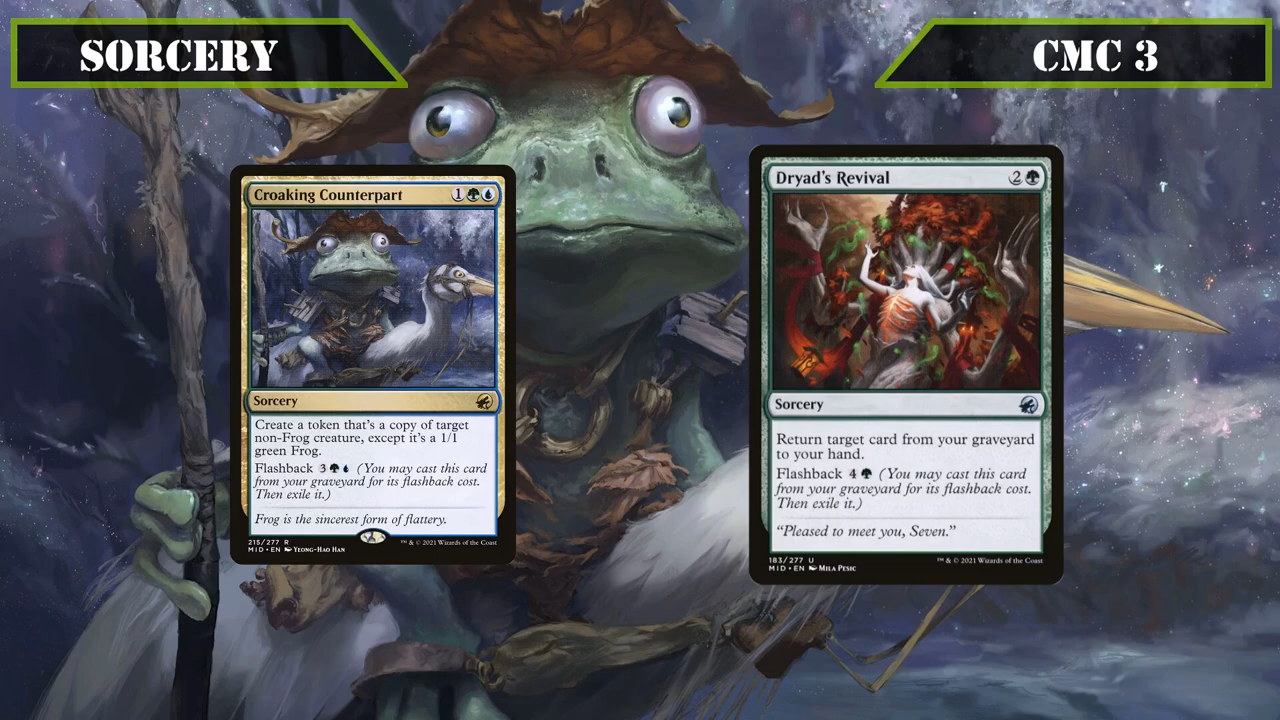 SORCERY
CMC 3
Croaking Counterpart 1
Sorcery
Create a token that's a copy of target
non-Frog creature, except it's a 1/1
green Frog.
Flashback 3 (You may cast this card
from your graveyard for its flashback cost.
Then exile it.)
Frog is the sincerest form of flattery.
215/277 R
MID • EN Yeong-Hao Han
™ & © 2021 Wizards of the Coast
Dryad's Revival 2
Sorcery
Return target card from your graveyard
to your hand.
Flashback 4 (You may cast this card
from your graveyard for its flashback cost.
Then exile it.)
"Pleased to meet you, Seven."
183/277 U
MID • EN Mila Pesic
™ & © 2021 Wizards of the Coast